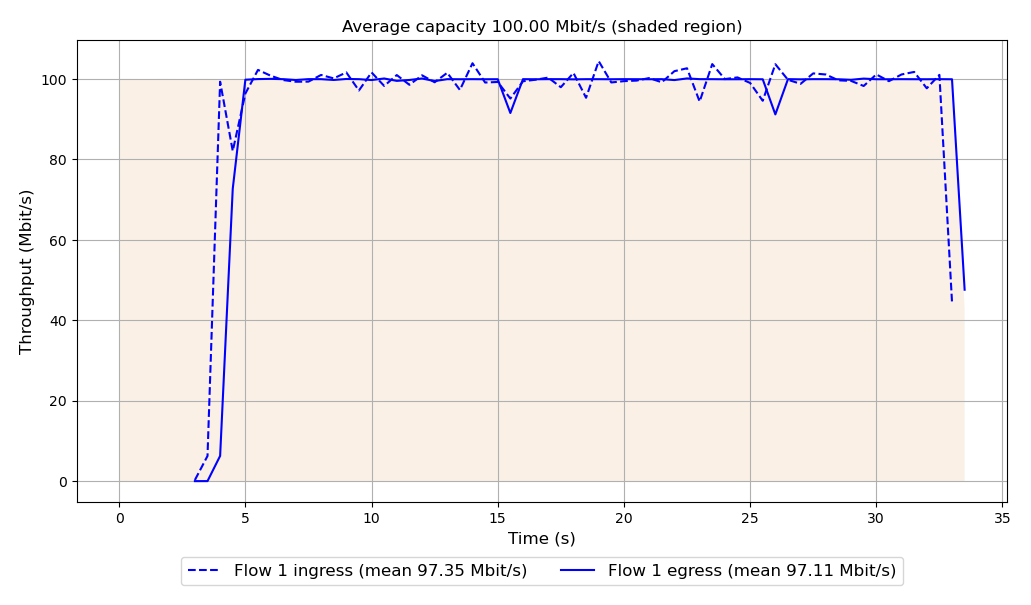 Average capacity 100.00 Mbit/s (shaded region)
Throughput (Mbit/s)
100
80
60
40
20
0
0 5 10 15 20 25 30 35
Time (s)
Flow 1 ingress (mean 97.35 Mbit/s) Flow 1 egress (mean 97.11 Mbit/s)